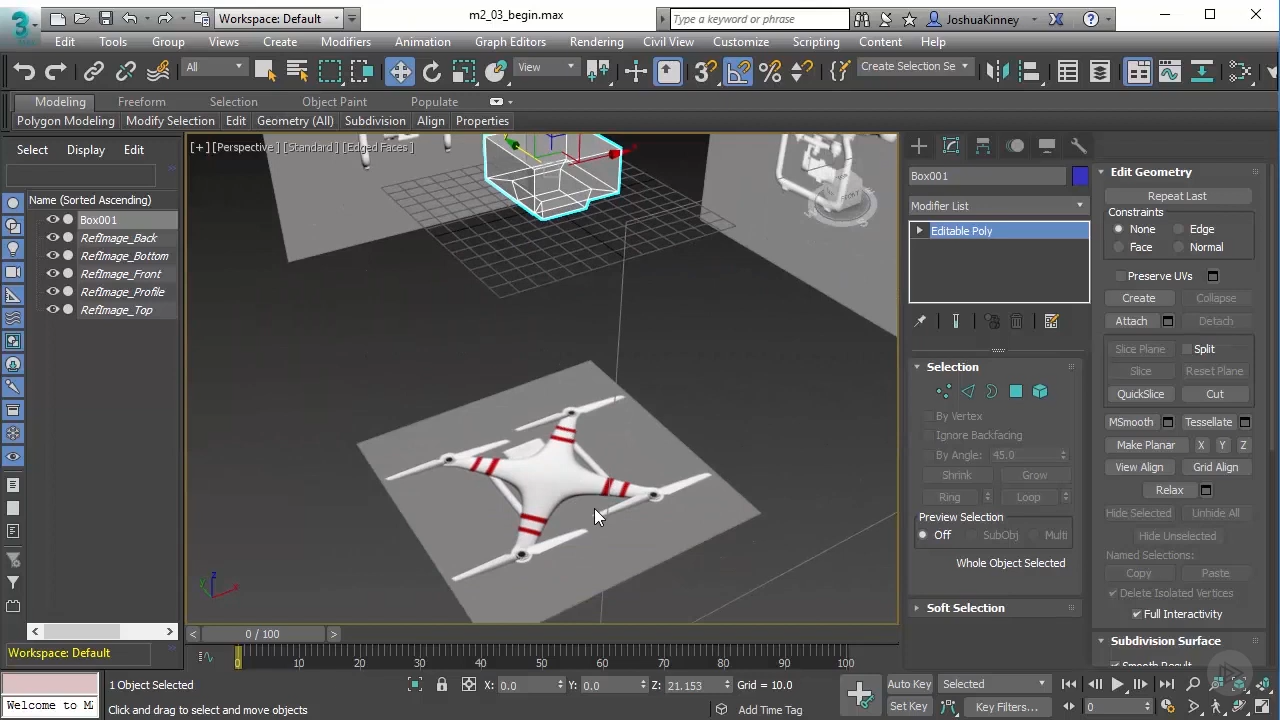 Workspace: Default
m2_03_begin.max
Type a keyword or phrase
JoshuaKinney
Edit Tools Group Views Create Modifiers Animation Graph Editors Rendering Civil View Customize Scripting Content Help
All
View
Create Selection Se
Modeling Freeform Selection Object Paint Populate
Polygon Modeling Modify Selection Edit Geometry (All) Subdivision Align Properties
Select Display Edit
Name (Sorted Ascending)
Box001
RefImage_Back
RefImage_Bottom
RefImage_Front
RefImage_Profile
RefImage_Top
Workspace: Default
[+] [Perspective] [Standard] [Edged Faces]
FRONT
Box001
Modifier List
Editable Poly
Selection
By Vertex
Ignore Backfacing
By Angle: 45.0
Shrink Grow
Ring Loop
Preview Selection
Off SubObj Multi
Whole Object Selected
Soft Selection
Edit Geometry
Repeat Last
Constraints
None Edge
Face Normal
Preserve UVs
Create Collapse
Attach Detach
Slice Plane Split
Slice Reset Plane
QuickSlice Cut
MSmooth Tessellate
Make Planar X Y Z
View Align Grid Align
Relax
Hide Selected Unhide All
Hide Unselected
Named Selections:
Copy Paste
Delete Isolated Vertices
Full Interactivity
Subdivision Surface
Smooth Result
< 0 / 100 >
0 10 20 30 40 50 60 70 80 90 100
1 Object Selected
X: 0.0 Y: 0.0 Z: 21.153 Grid = 10.0
Auto Key Selected
Welcome to M
Click and drag to select and move objects
Add Time Tag
Set Key Key Filters...
0